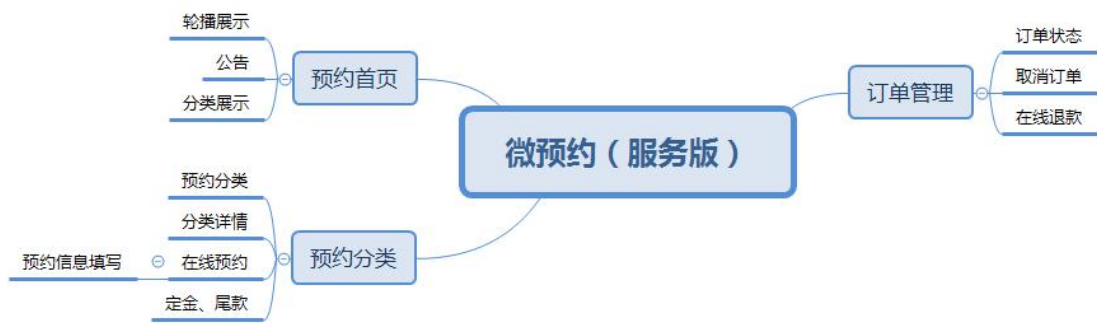 微预约（服务版）
预约首页
轮播展示
公告
分类展示
预约分类
预约分类
分类详情
在线预约
预约信息填写
定金、尾款
订单管理
订单状态
取消订单
在线退款